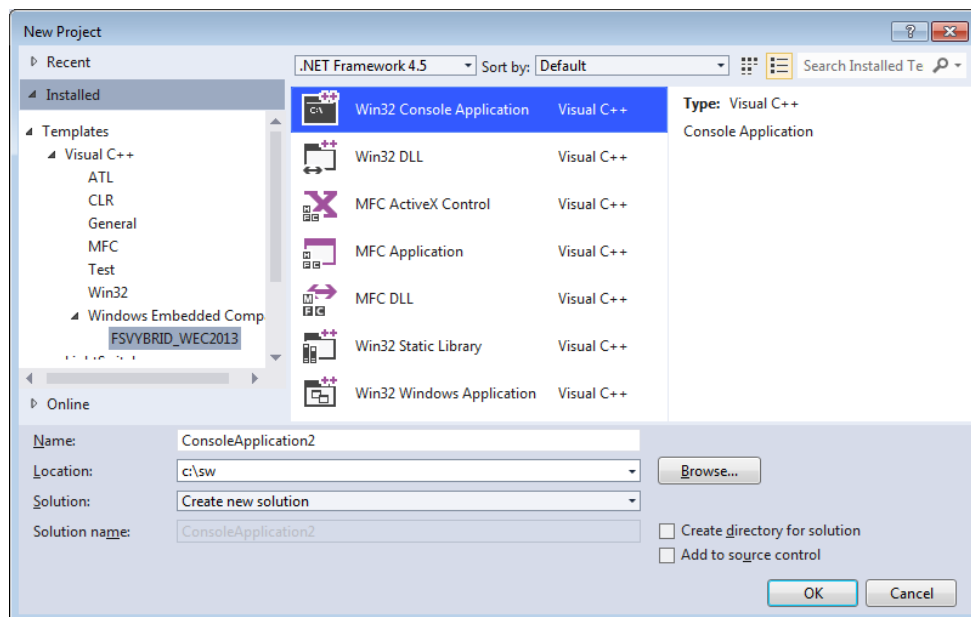 New Project
Recent
.NET Framework 4.5 Sort by: Default Search Installed Te
Installed
Templates
Visual C++
ATL
CLR
General
MFC
Test
Win32
Windows Embedded Comp
FSVYBRID_WEC2013
Online
C:\ Win32 Console Application Visual C++
Win32 DLL Visual C++
MFC ActiveX Control Visual C++
MFC Application Visual C++
MFC DLL Visual C++
Win32 Static Library Visual C++
Win32 Windows Application Visual C++
Type: Visual C++
Console Application
Name: ConsoleApplication2
Location: c:\sw Browse...
Solution: Create new solution
Solution name: ConsoleApplication2
Create directory for solution
Add to source control
OK Cancel